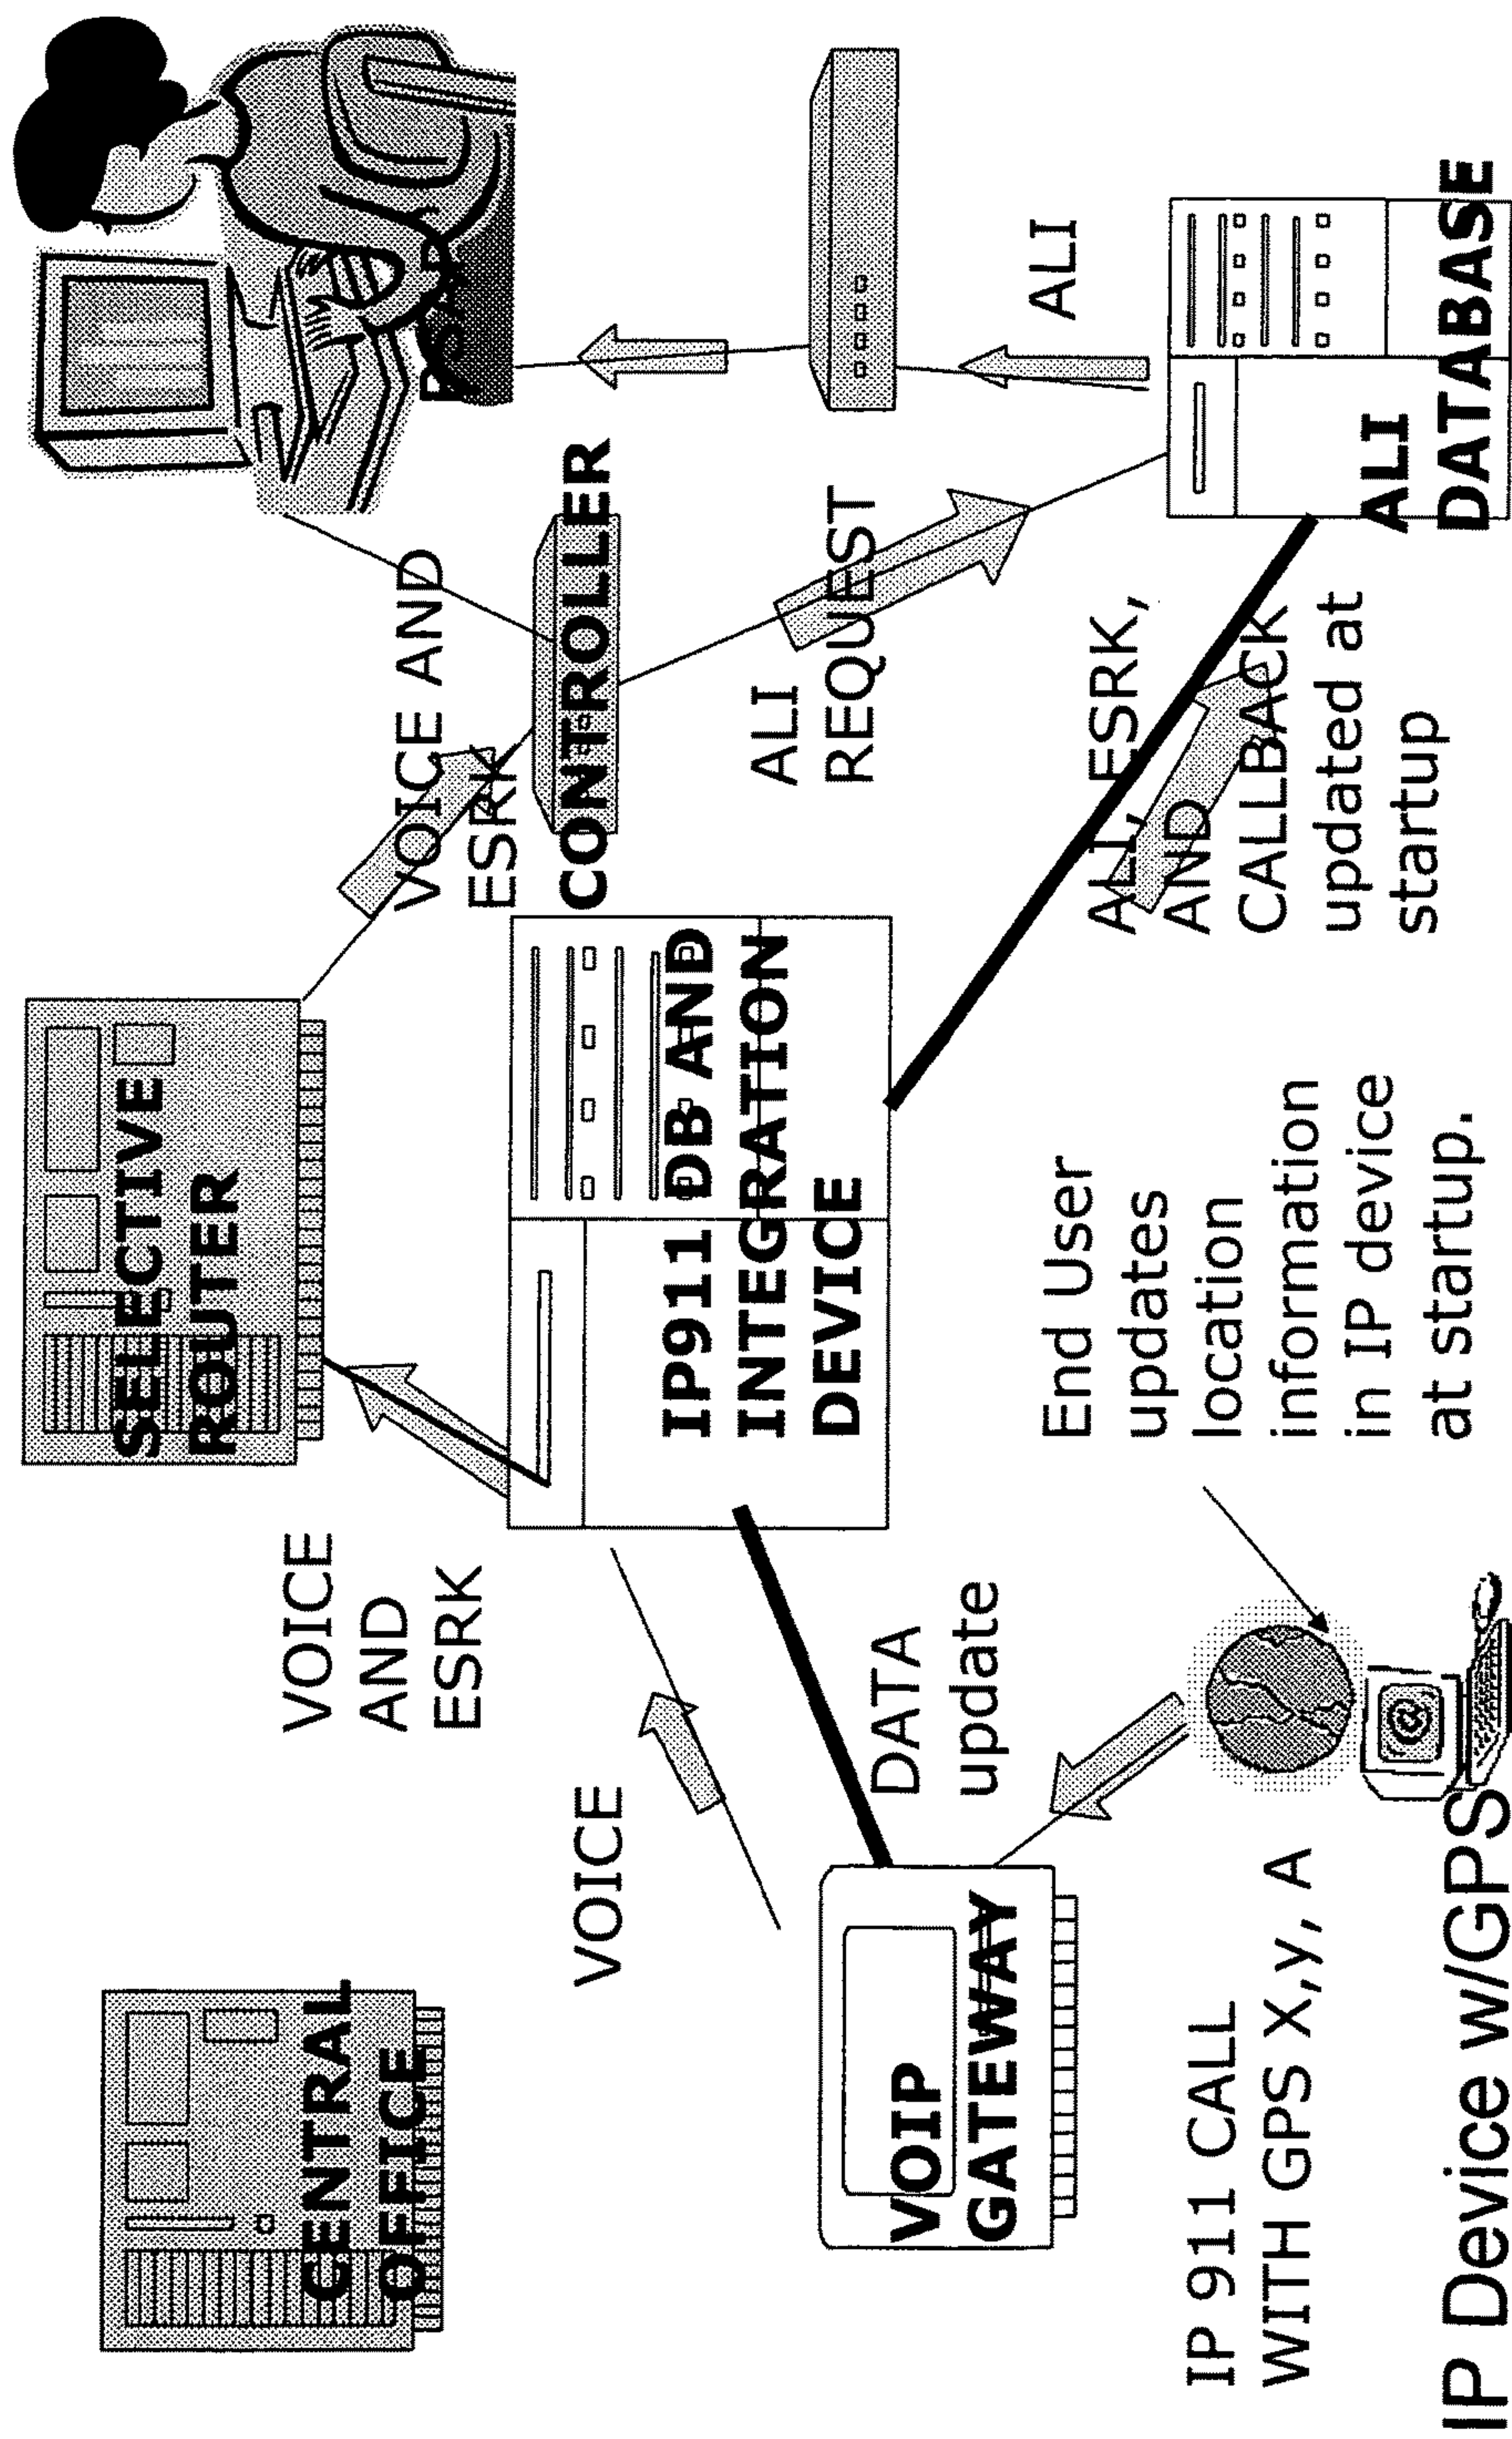 CENTRAL
OFFICE
SELECTIVE
ROUTER
VOICE
AND
ESRK
VOICE AND
ESRK
PSAP
CONTROLLER
VOICE
IP911 DB AND
INTEGRATION
DEVICE
ALI
REQUEST
VOIP
GATEWAY
DATA
update
ALI
ALI, ESRK,
AND
CALLBACK
updated at
startup
End User
updates
location
information
in IP device
at startup.
IP 911 CALL
WITH GPS X,y, A
ALI
DATABASE
IP Device w/GPS